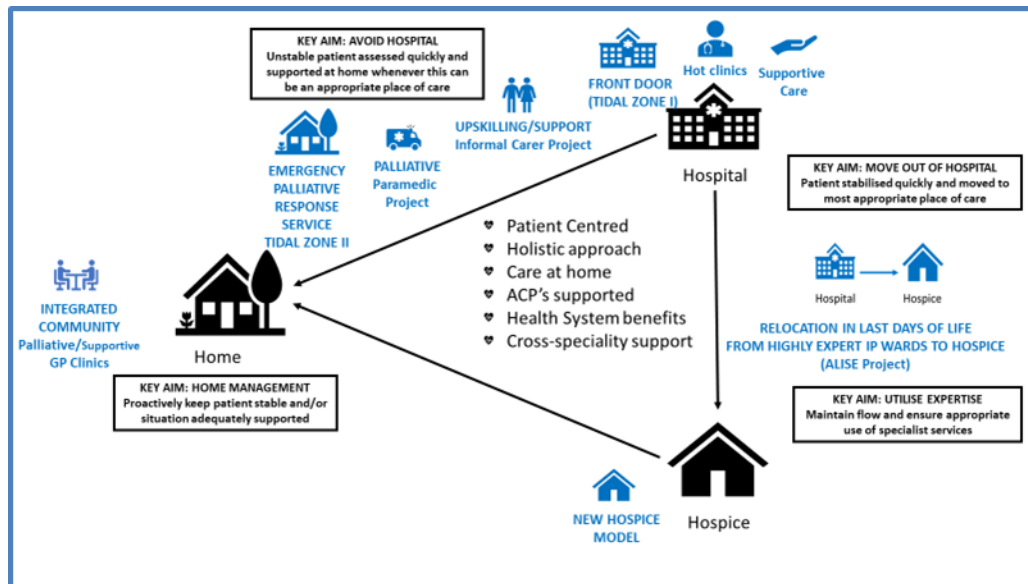 KEY AIM: AVOID HOSPITAL
Unstable patient assessed quickly and
supported at home whenever this can
be an appropriate place of care
FRONT DOOR
(TIDAL ZONE I)
Hot clinics
Supportive
Care
UPSKILLING/SUPPORT
Informal Carer Project
PALLIATIVE
Paramedic
Project
EMERGENCY
PALLIATIVE
RESPONSE
SERVICE
TIDAL ZONE II
Hospital
KEY AIM: MOVE OUT OF HOSPITAL
Patient stabilised quickly and moved to
most appropriate place of care
Patient Centred
Holistic approach
Care at home
ACP's supported
Health System benefits
Cross-speciality support
Hospital
Hospice
RELOCATION IN LAST DAYS OF LIFE
FROM HIGHLY EXPERT IP WARDS TO HOSPICE
(ALISE Project)
INTEGRATED
COMMUNITY
Palliative/Supportive
GP Clinics
Home
KEY AIM: HOME MANAGEMENT
Proactively keep patient stable and/or
situation adequately supported
KEY AIM: UTILISE EXPERTISE
Maintain flow and ensure appropriate
use of specialist services
NEW HOSPICE
MODEL
Hospice